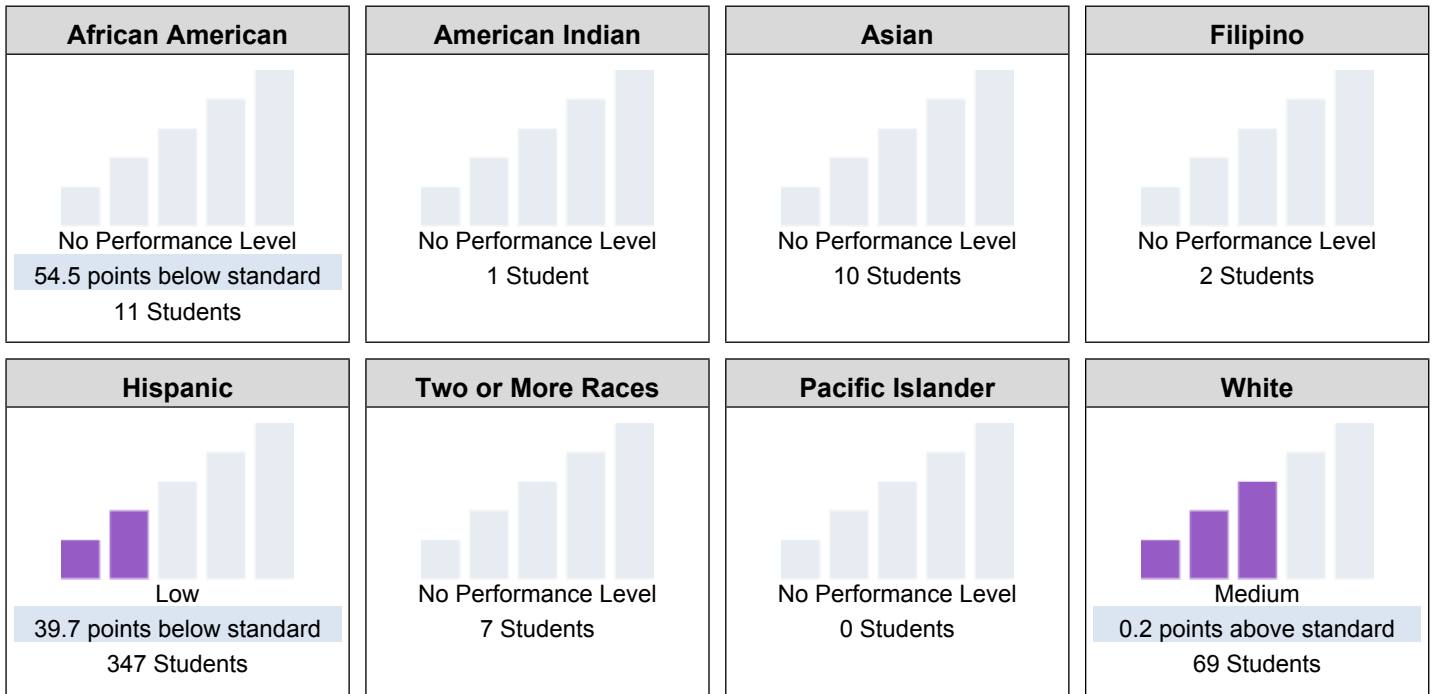 African American
No Performance Level
54.5 points below standard
11 Students
American Indian
No Performance Level
1 Student
Asian
No Performance Level
10 Students
Filipino
No Performance Level
2 Students
Hispanic
Low
39.7 points below standard
347 Students
Two or More Races
No Performance Level
7 Students
Pacific Islander
No Performance Level
0 Students
White
Medium
0.2 points above standard
69 Students